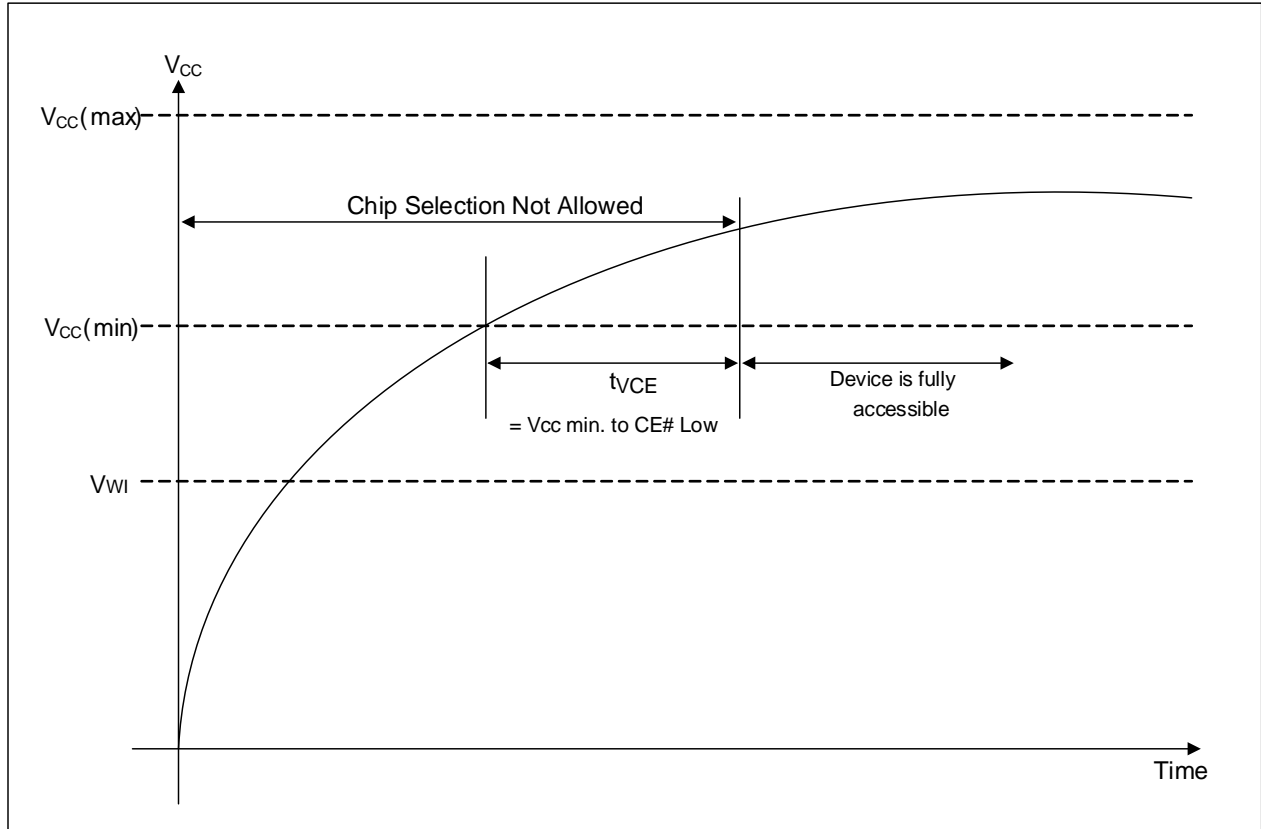 VCC
VCC(max)
Chip Selection Not Allowed
VCC(min)
tVCE
= Vcc min. to CE# Low
Device is fully
accessible
VWI
Time